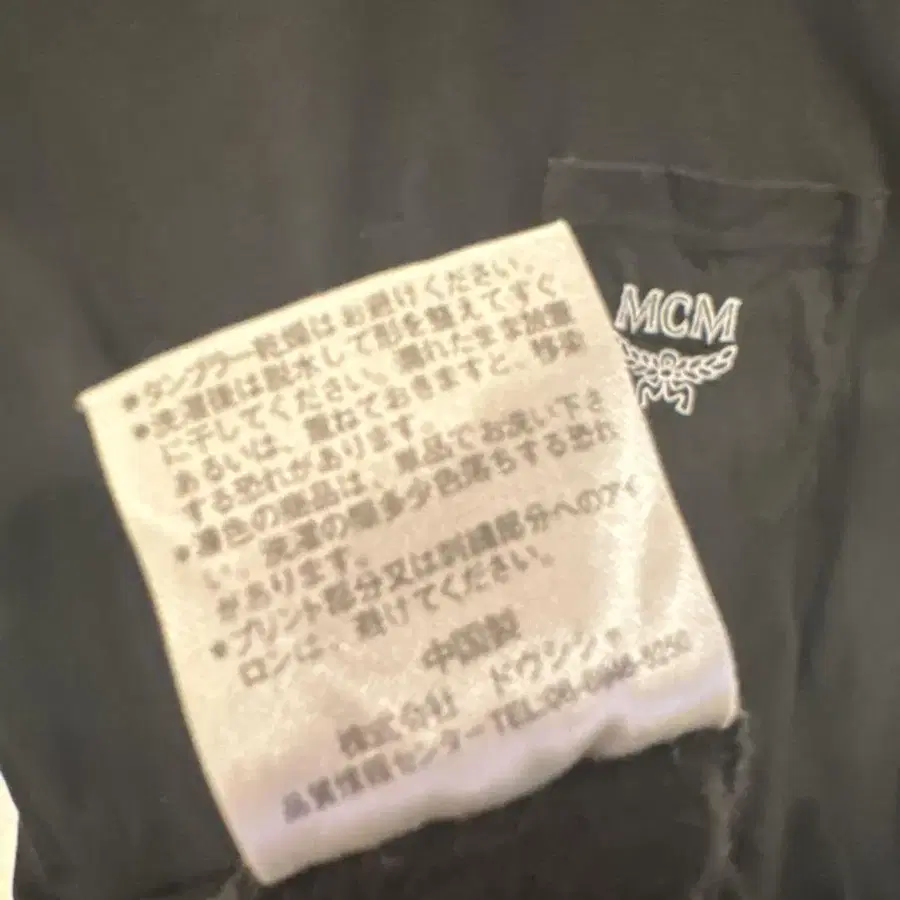 ●タンブラー乾燥はお避けください。
●洗濯後は脱水して形を整えてすぐ
に干してください。濡れたまま放置
あるいは、重ねておきますと、移染
する恐れがあります。
●濃色の商品は、単品でお洗い下さ
い。洗濯の際多少色落ちする恐れ
があります。
●プリント部分又は刺繍部分へのアイ
ロンは、避けてください。
中国製
株式会社 ドウシシャ
品質情報センター TEL:06-
MCM